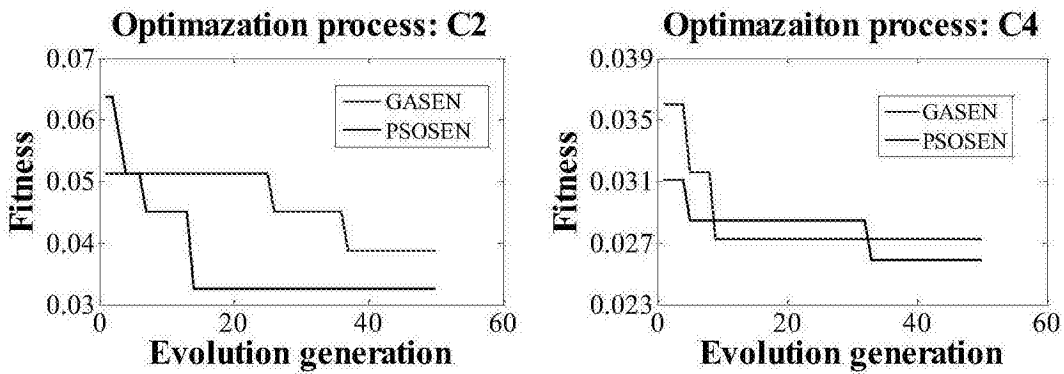 Optimazation process: C2
0.07
0.06
0.05
0.04
0.03
Fitness
GASEN
PSOSEN
0
20
40
60
Evolution generation
Optimazaiton process: C4
0.039
0.035
0.031
0.027
0.023
Fitness
GASEN
PSOSEN
0
20
40
60
Evolution generation